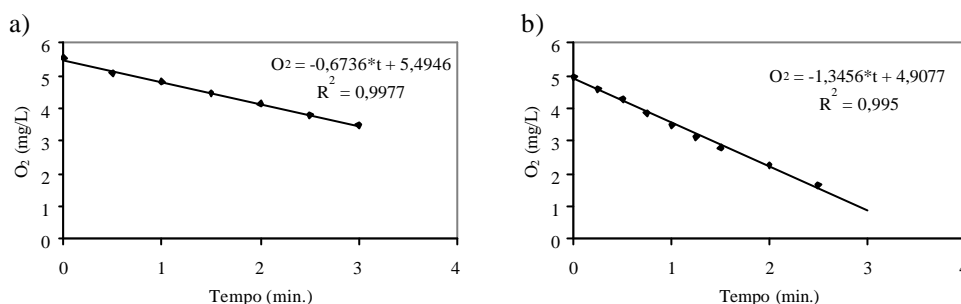 a)
O2 (mg/L)
6
5
4
3
2
1
0
O2 = -0,6736*t + 5,4946
R2 = 0,9977
0 1 2 3 4
Tempo (min.)
b)
O2 (mg/L)
6
5
4
3
2
1
0
O2 = -1,3456*t + 4,9077
R2 = 0,995
0 1 2 3 4
Tempo (min.)